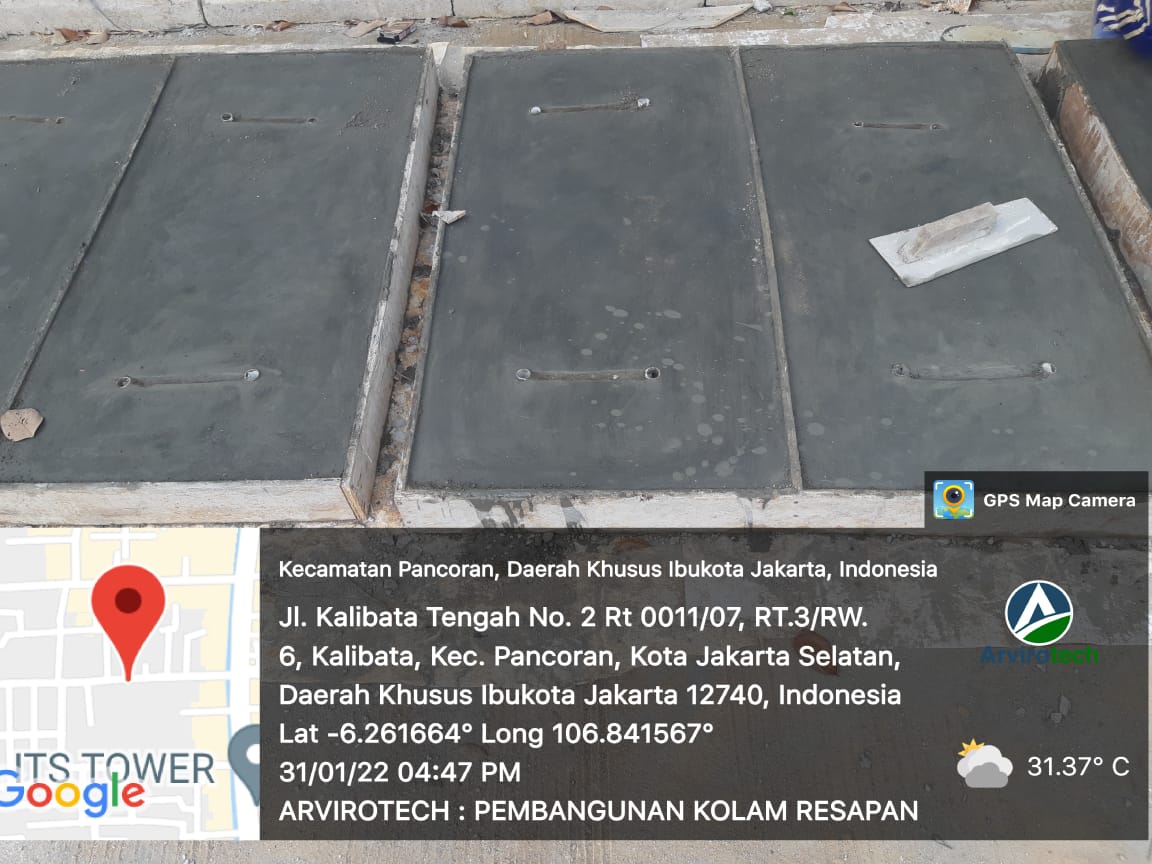 GPS Map Camera
Kecamatan Pancoran, Daerah Khusus Ibukota Jakarta, Indonesia
Jl. Kalibata Tengah No. 2 Rt 0011/07, RT.3/RW.
6, Kalibata, Kec. Pancoran, Kota Jakarta Selatan,
Daerah Khusus Ibukota Jakarta 12740, Indonesia
Lat -6.261664° Long 106.841567°
31/01/22 04:47 PM
ARVIROTECH : PEMBANGUNAN KOLAM RESAPAN
Arvirotech
31.37° C
ITS TOWER
Google